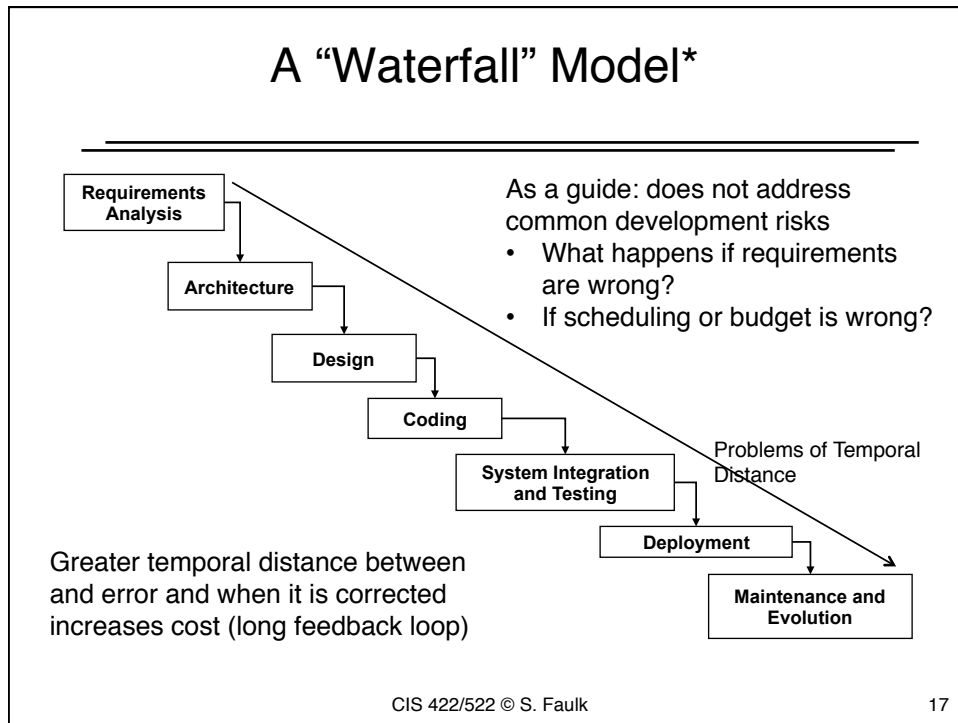 A “Waterfall” Model*
Requirements
Analysis
As a guide: does not address
common development risks
• What happens if requirements
are wrong?
• If scheduling or budget is wrong?
Architecture
Design
Coding
Problems of Temporal
Distance
System Integration
and Testing
Deployment
Greater temporal distance between
and error and when it is corrected
increases cost (long feedback loop)
Maintenance and
Evolution
CIS 422/522 © S. Faulk
17